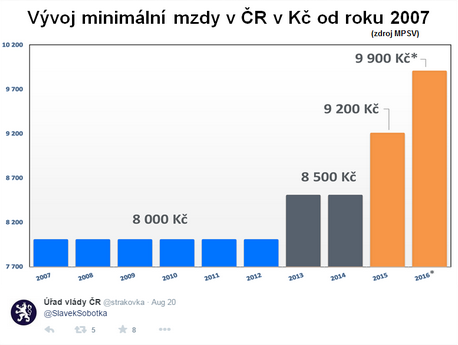 Vývoj minimální mzdy v ČR v Kč od roku 2007
(zdroj MPSV)
10 200
9 900 Kč*
9 700
9 200 Kč
9 200
8 700
8 500 Kč
8 200
8 000 Kč
7 700
2007 2008 2009 2010 2011 2012 2013 2014 2015 2016*
Úřad vlády ČR @strakovka · Aug 20
@SlavekSobotka
5 8